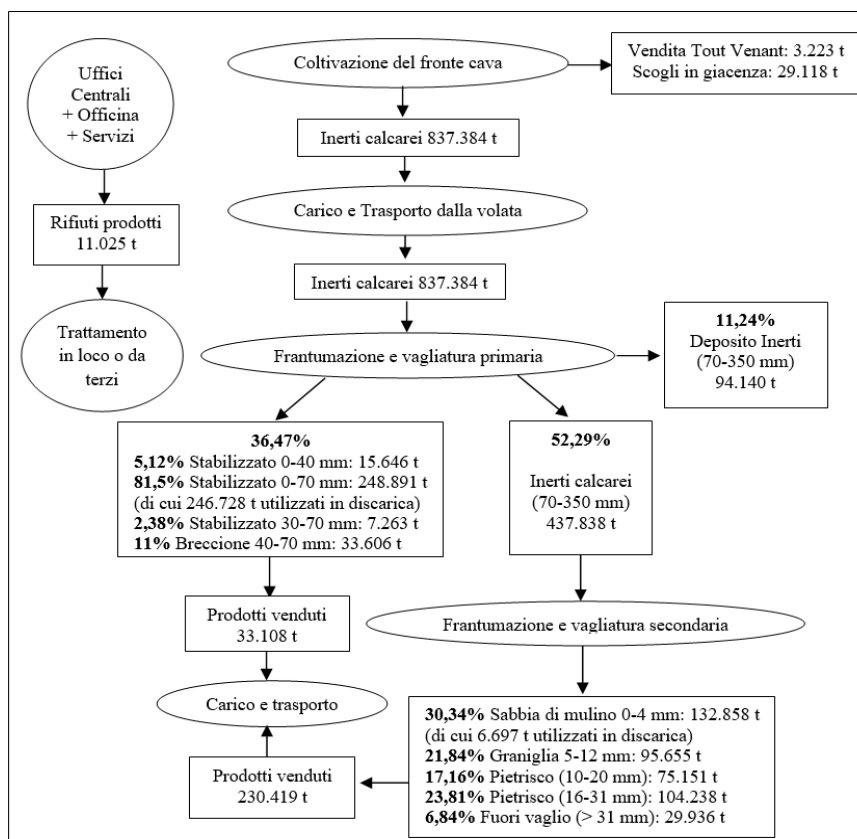 Uffici
Centrali
+ Officina
+ Servizi
Rifiuti prodotti
11.025 t
Trattamento
in loco o da
terzi
Coltivazione del fronte cava
Vendita Tout Venant: 3.223 t
Scogli in giacenza: 29.118 t
Inerti calcarei 837.384 t
Carico e Trasporto dalla volata
Inerti calcarei 837.384 t
Frantumazione e vagliatura primaria
11,24%
Deposito Inerti
(70-350 mm)
94.140 t
36,47%
5,12% Stabilizzato 0-40 mm: 15.646 t
81,5% Stabilizzato 0-70 mm: 248.891 t
(di cui 246.728 t utilizzati in discarica)
2,38% Stabilizzato 30-70 mm: 7.263 t
11% Breccione 40-70 mm: 33.606 t
52,29%
Inerti calcarei
(70-350 mm)
437.838 t
Prodotti venduti
33.108 t
Frantumazione e vagliatura secondaria
Carico e trasporto
30,34% Sabbia di mulino 0-4 mm: 132.858 t
(di cui 6.697 t utilizzati in discarica)
21,84% Graniglia 5-12 mm: 95.655 t
17,16% Pietrisco (10-20 mm): 75.151 t
23,81% Pietrisco (16-31 mm): 104.238 t
6,84% Fuori vaglio (> 31 mm): 29.936 t
Prodotti venduti
230.419 t